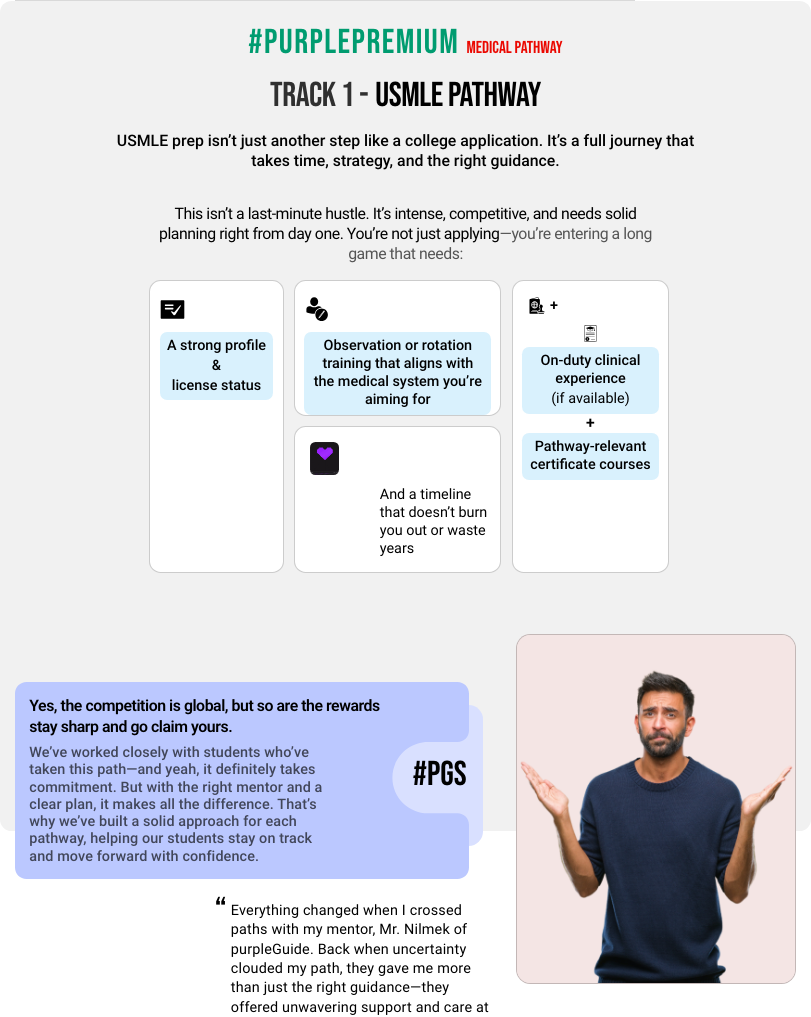 #PURPLEPREMIUM MEDICAL PATHWAY
TRACK 1 - USMLE PATHWAY
USMLE prep isn’t just another step like a college application. It’s a full journey that
takes time, strategy, and the right guidance.
This isn’t a last-minute hustle. It’s intense, competitive, and needs solid
planning right from day one. You’re not just applying—you’re entering a long
game that needs:
A strong profile
&
license status
Observation or rotation
training that aligns with
the medical system you’re
aiming for
And a timeline
that doesn’t burn
you out or waste
years
+
On-duty clinical
experience
(if available)
+
Pathway-relevant
certificate courses
Yes, the competition is global, but so are the rewards
stay sharp and go claim yours.
We’ve worked closely with students who’ve
taken this path—and yeah, it definitely takes
commitment. But with the right mentor and a
clear plan, it makes all the difference. That’s
why we’ve built a solid approach for each
pathway, helping our students stay on track
and move forward with confidence.
#PGS
“ Everything changed when I crossed
paths with my mentor, Mr. Nilmek of
purpleGuide. Back when uncertainty
clouded my path, they gave me more
than just the right guidance—they
offered unwavering support and care at